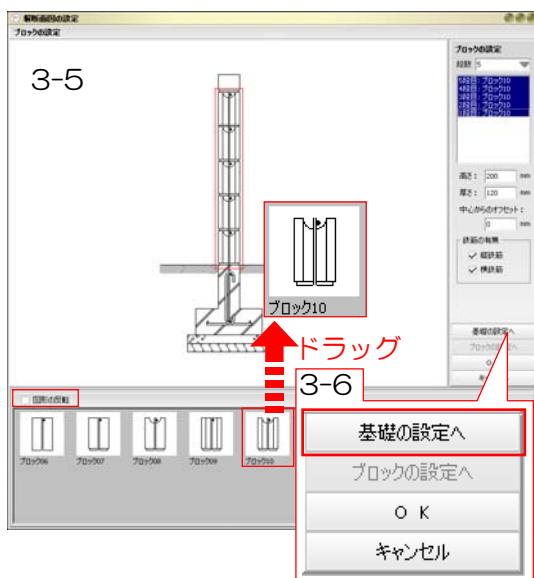 塀断面図の設定
ブロックの設定
3-5
ブロックの設定
段数 5
5段目:ブロック10
4段目:ブロック10
3段目:ブロック10
2段目:ブロック10
1段目:ブロック10
高さ: 200 mm
厚さ: 120 mm
中心からのオフセット:
0 mm
鉄筋の有無
縦鉄筋
横鉄筋
ブロック10
基礎の設定へ
ドラッグ
3-6
図形の反転
ブロック06
ブロック07
ブロック08
ブロック09
ブロック10
基礎の設定へ
ブロックの設定へ
O K
キャンセル